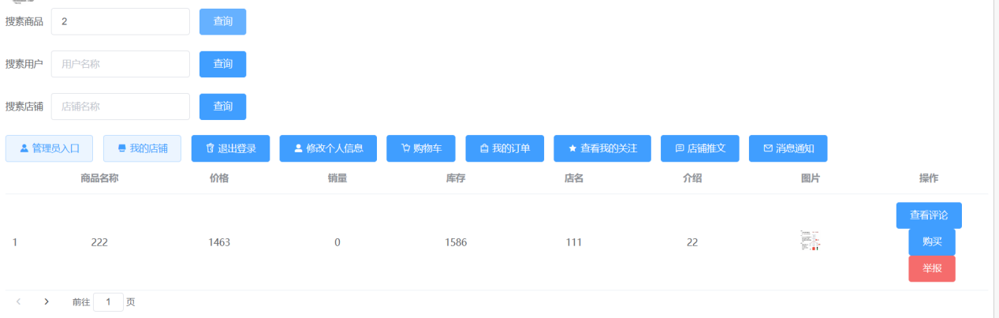 搜素商品 2 查询
搜素用户 用户名称 查询
搜素店铺 店铺名称 查询
管理员入口 我的店铺 退出登录 修改个人信息 购物车 我的订单 查看我的关注 店铺推文 消息通知
商品名称 价格 销量 库存 店名 介绍 图片 操作
查看评论
1 222 1463 0 1586 111 22 购买
举报
前往 1 页